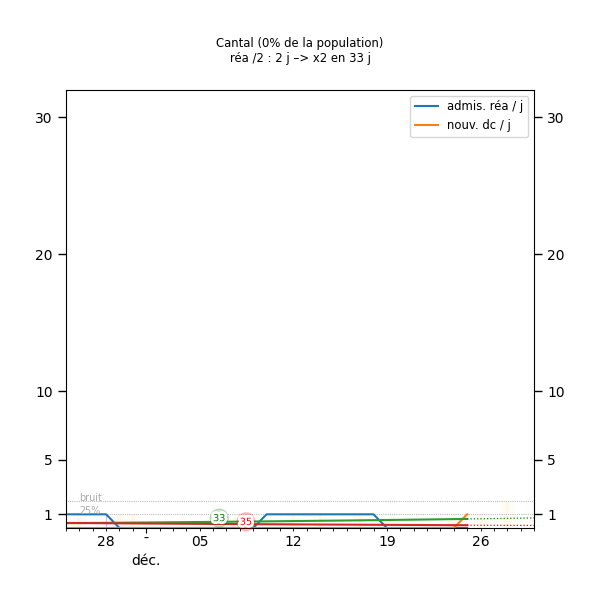 Cantal (0% de la population)
réa /2 : 2 j –> x2 en 33 j
admis. réa / j
nouv. dc / j
30 30
20 20
10 10
5 5
bruit
25%
1 1
33 35
28 - 05 12 19 26
déc.